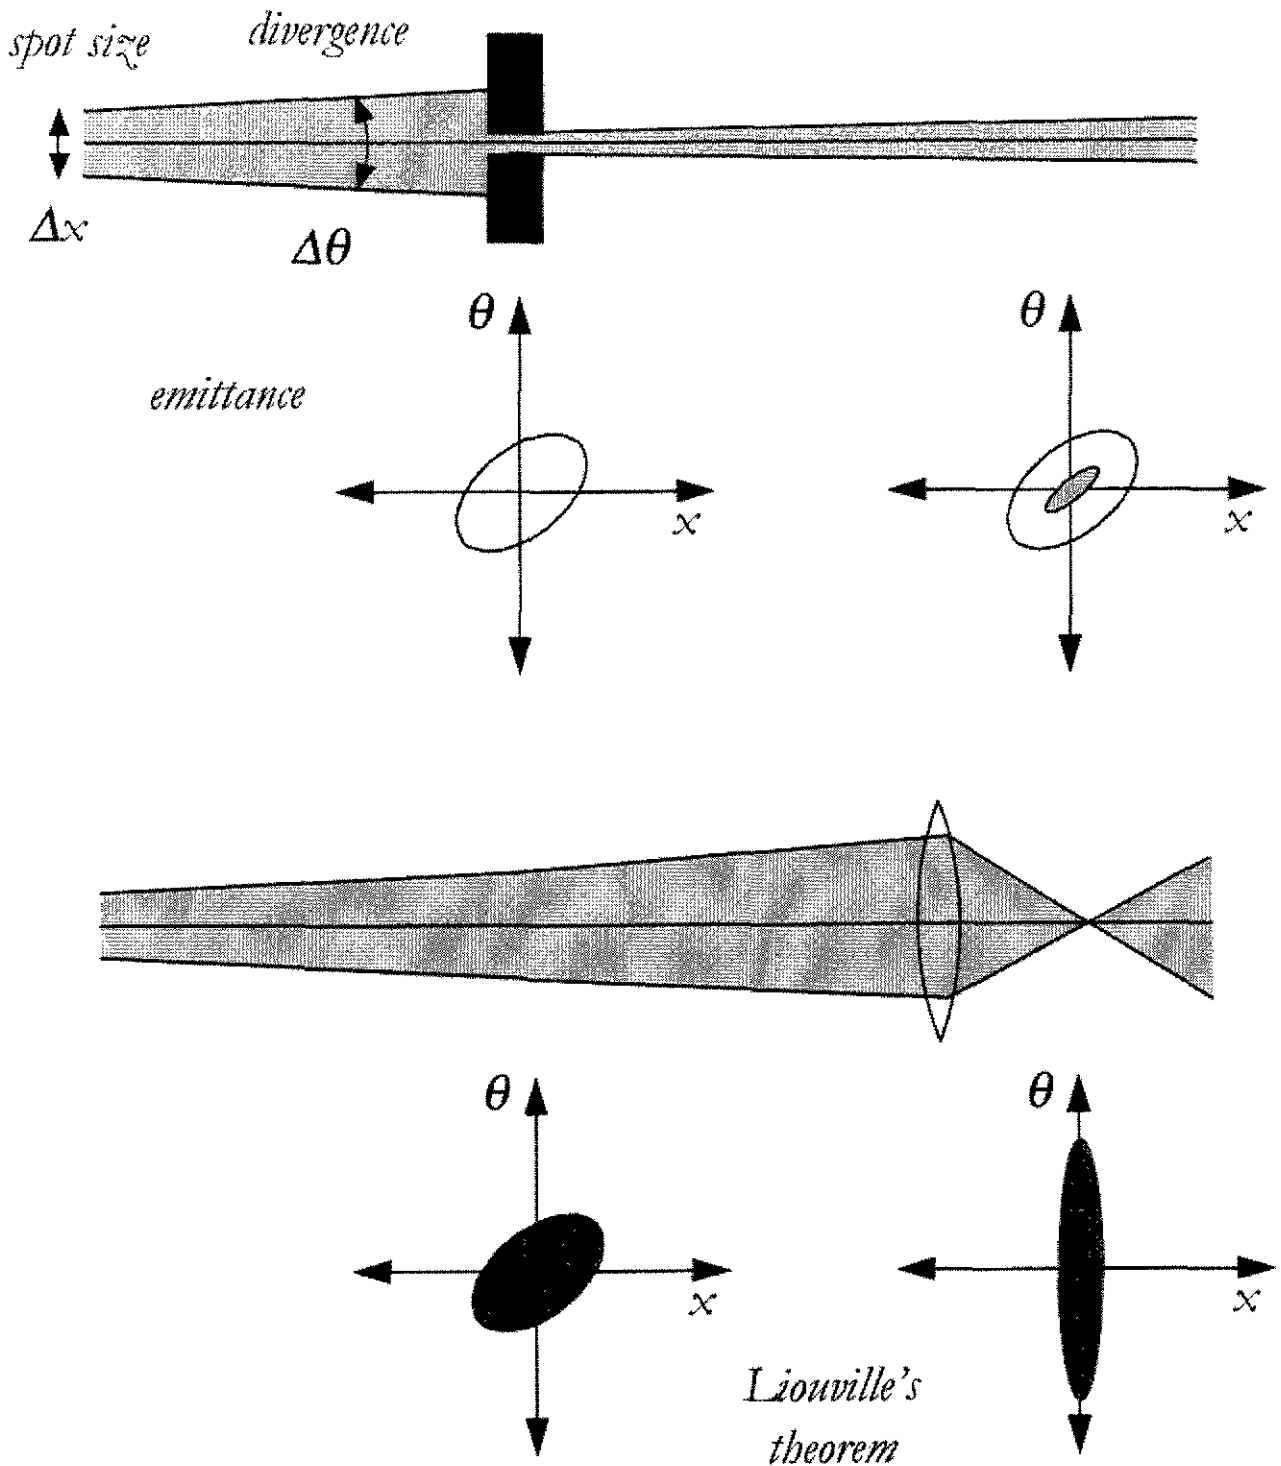 spot size
divergence
Δx
Δθ
θ
θ
emittance
x
x
θ
θ
x
x
Liouville's
theorem